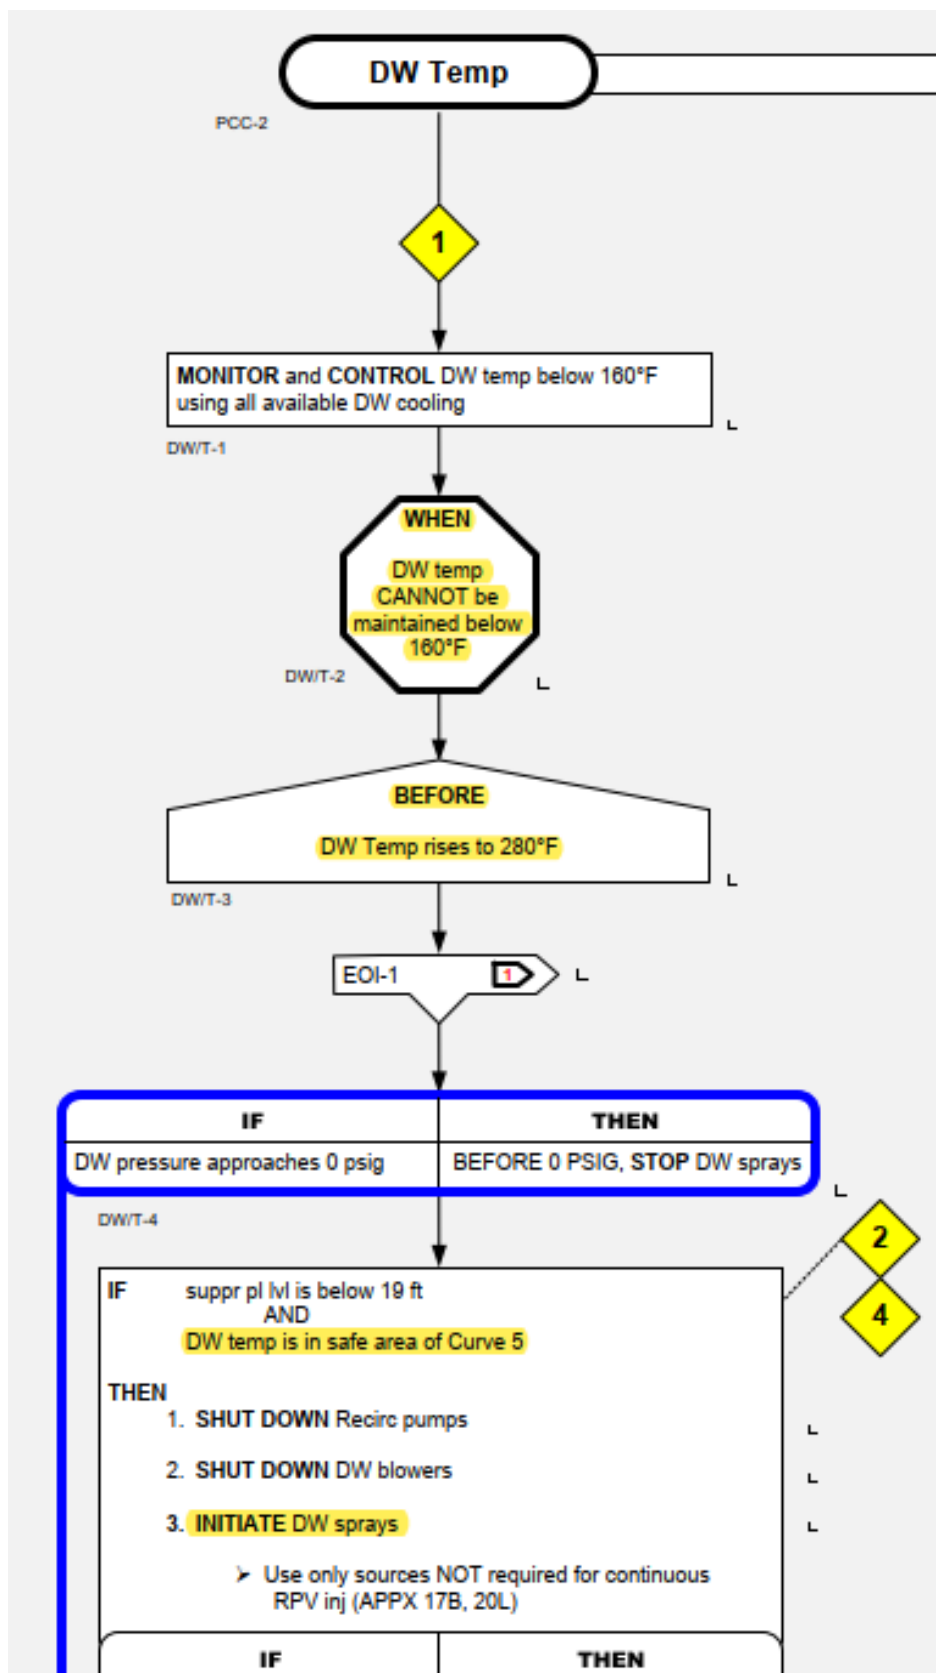 DW Temp
PCC-2
1
MONITOR and CONTROL DW temp below 160°F
using all available DW cooling
DW/T-1
WHEN
DW temp
CANNOT be
maintained below
160°F
DW/T-2
BEFORE
DW Temp rises to 280°F
DW/T-3
EOI-1 1
IF THEN
DW pressure approaches 0 psig BEFORE 0 PSIG, STOP DW sprays
DW/T-4
2
4
IF suppr pl lvl is below 19 ft
AND
DW temp is in safe area of Curve 5
THEN
1. SHUT DOWN Recirc pumps
2. SHUT DOWN DW blowers
3. INITIATE DW sprays
➤ Use only sources NOT required for continuous
RPV inj (APPX 17B, 20L)
IF THEN